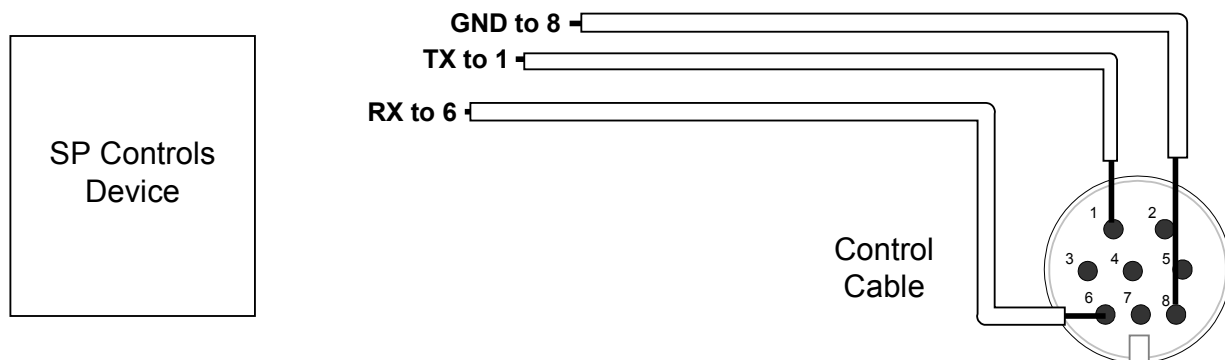 GND to 8
TX to 1
RX to 6
SP Controls
Device
Control
Cable
1 2
3 4 5
6 7 8